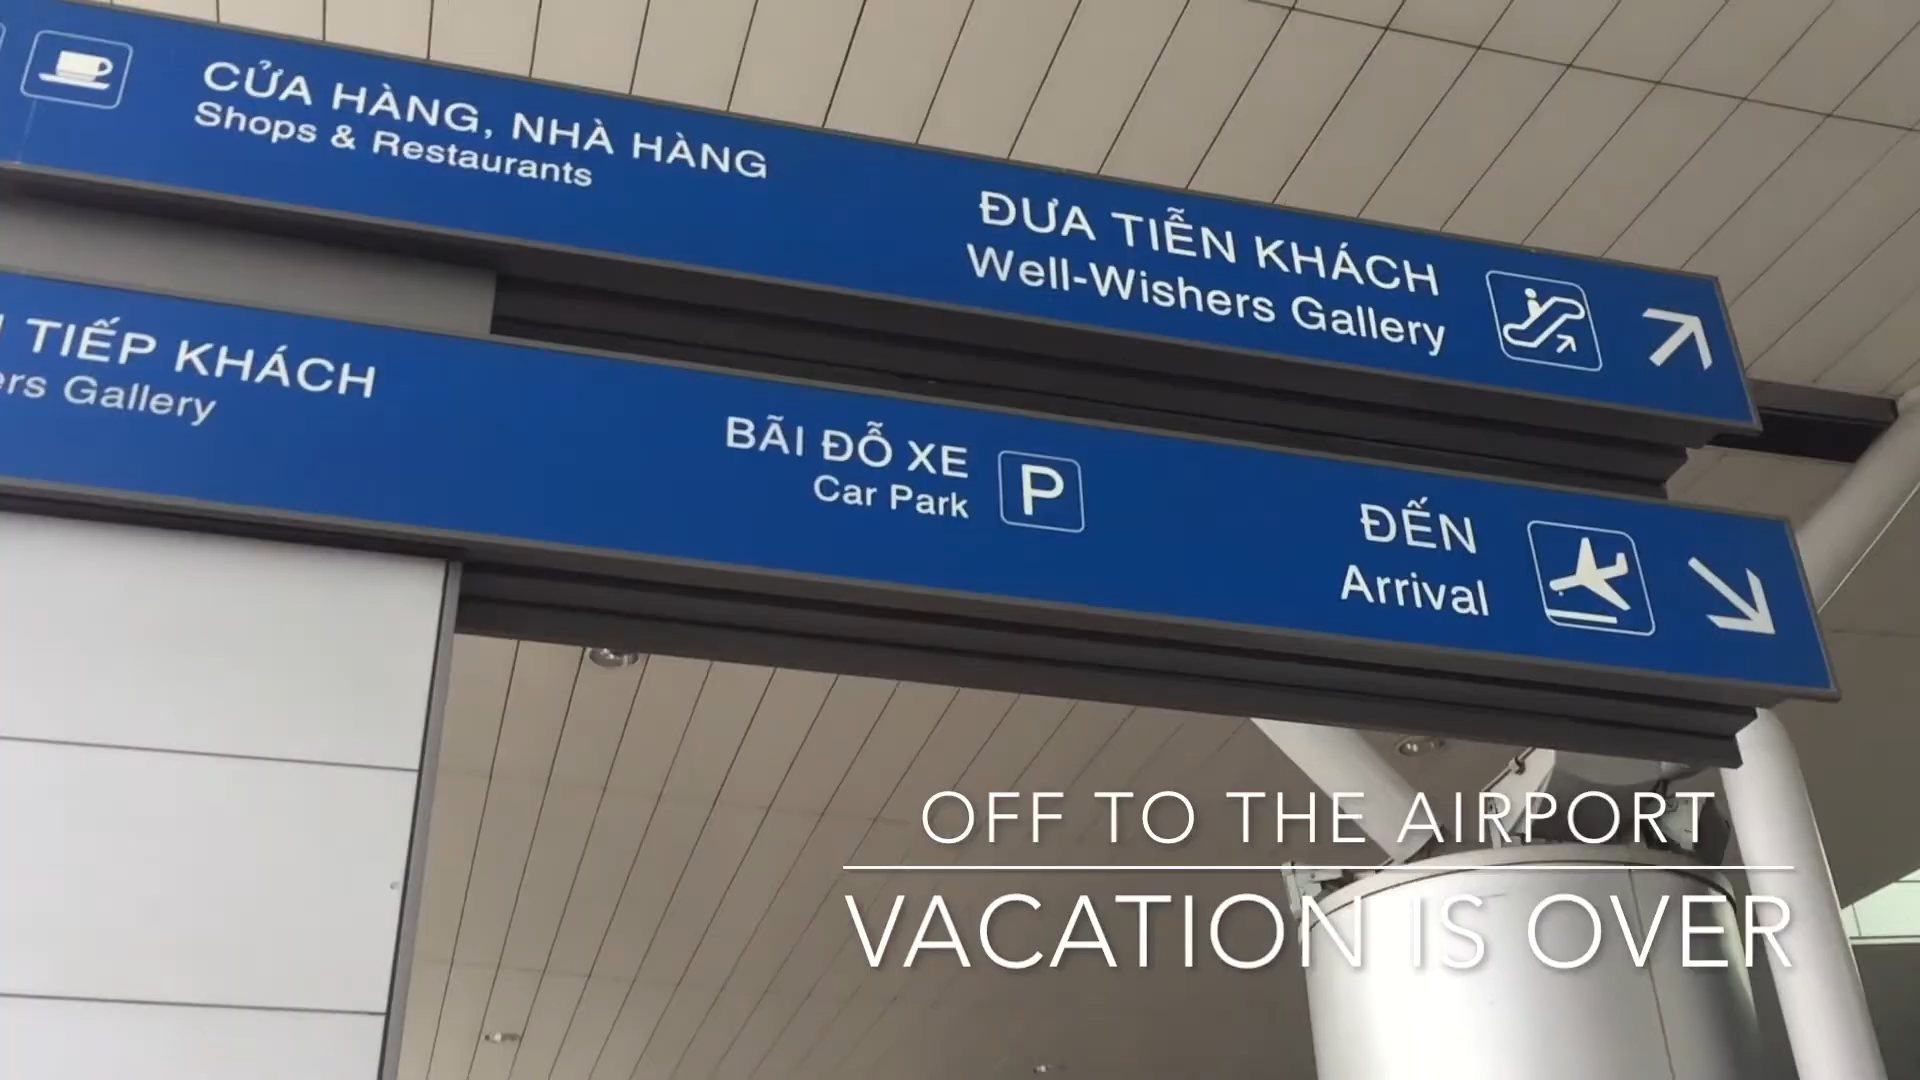 CỬA HÀNG, NHÀ HÀNG
Shops & Restaurants
ĐƯA TIỄN KHÁCH
Well-Wishers Gallery
TIẾP KHÁCH
Gallery
BÃI ĐỖ XE
Car Park
P
ĐẾN
Arrival
OFF TO THE AIRPORT
VACATION IS OVER